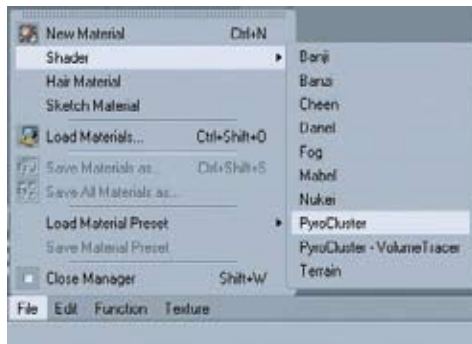 New Material Ctrl+N
Shader
Hair Material
Sketch Material
Load Materials... Ctrl+Shift+O
Save Materials as... Ctrl+Shift+S
Save All Materials as...
Load Material Preset
Save Material Preset
Close Manager Shift+W
Banji
Banzi
Cheen
Danel
Fog
Mabel
Nukei
PyroCluster
PyroCluster - VolumeTracer
Terrain
File Edit Function Texture